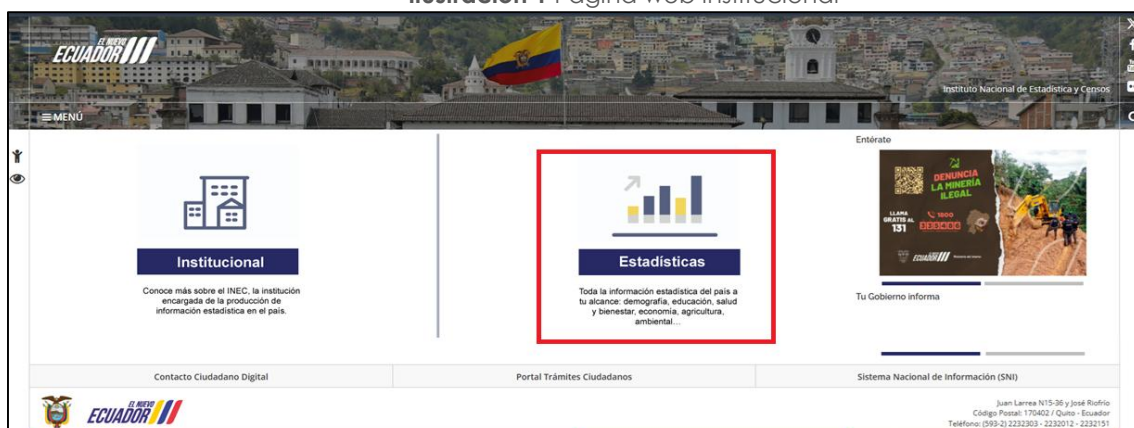 Ilustración 1 Página web institucional
EL NUEVO
ECUADOR
Instituto Nacional de Estadística y Censos
MENÚ
Institucional
Conoce más sobre el INEC, la institución
encargada de la producción de
información estadística en el país.
Estadísticas
Toda la información estadística del país a
tu alcance: demografía, educación, salud
y bienestar, economía, agricultura,
ambiental...
Entérate
DENUNCIA
LA MINERÍA
ILEGAL
LLAMA
GRATIS AL
131
1800
EL NUEVO
ECUADOR
Tu Gobierno informa
Contacto Ciudadano Digital
Portal Trámites Ciudadanos
Sistema Nacional de Información (SNI)
EL NUEVO
ECUADOR
Juan Larrea N15-36 y José Riofrío
Código Postal: 170402 / Quito - Ecuador
Teléfono: (593-2) 2232303 - 2232012 - 2232151